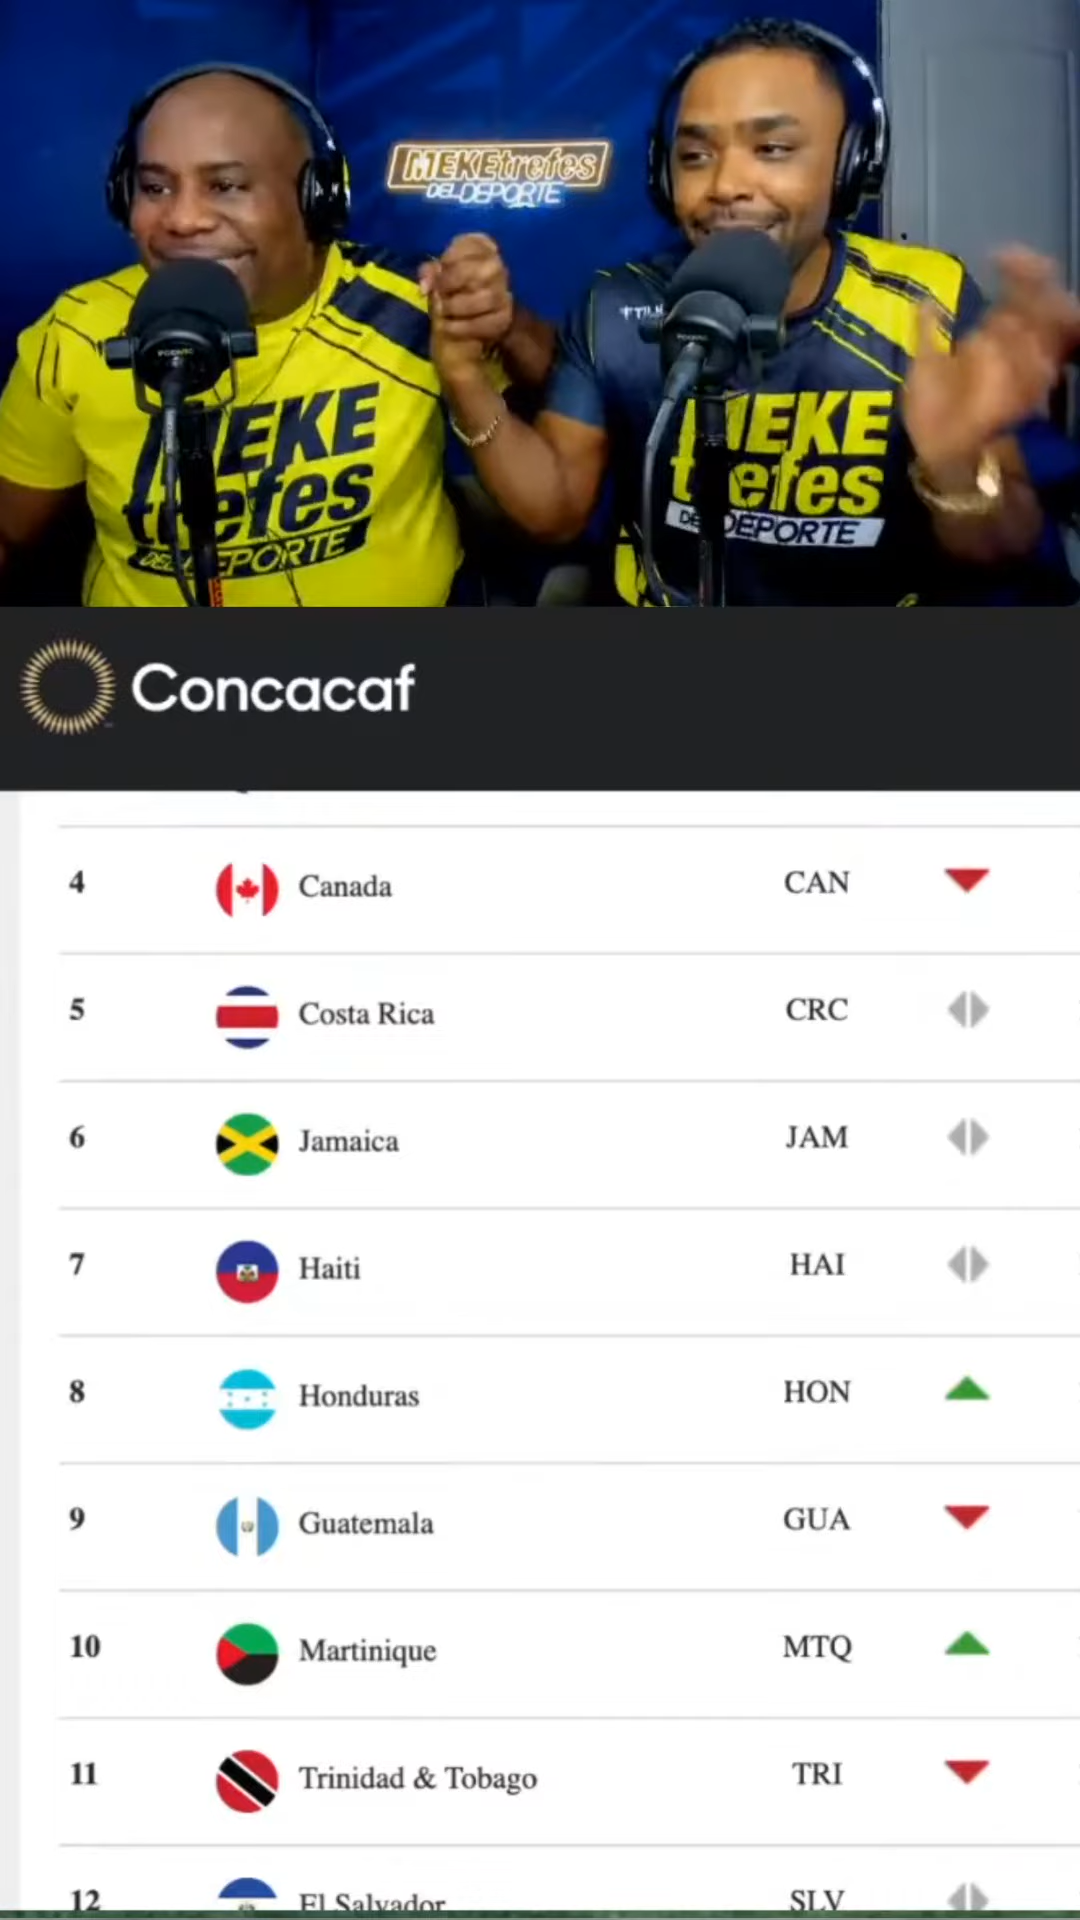 MEKEtrefes
DEL DEPORTE
MEKE
trefes
DEL DEPORTE
MEKE
trefes
DEL DEPORTE
Concacaf
4 Canada CAN
5 Costa Rica CRC
6 Jamaica JAM
7 Haiti HAI
8 Honduras HON
9 Guatemala GUA
10 Martinique MTQ
11 Trinidad & Tobago TRI
12 El Salvador SLV